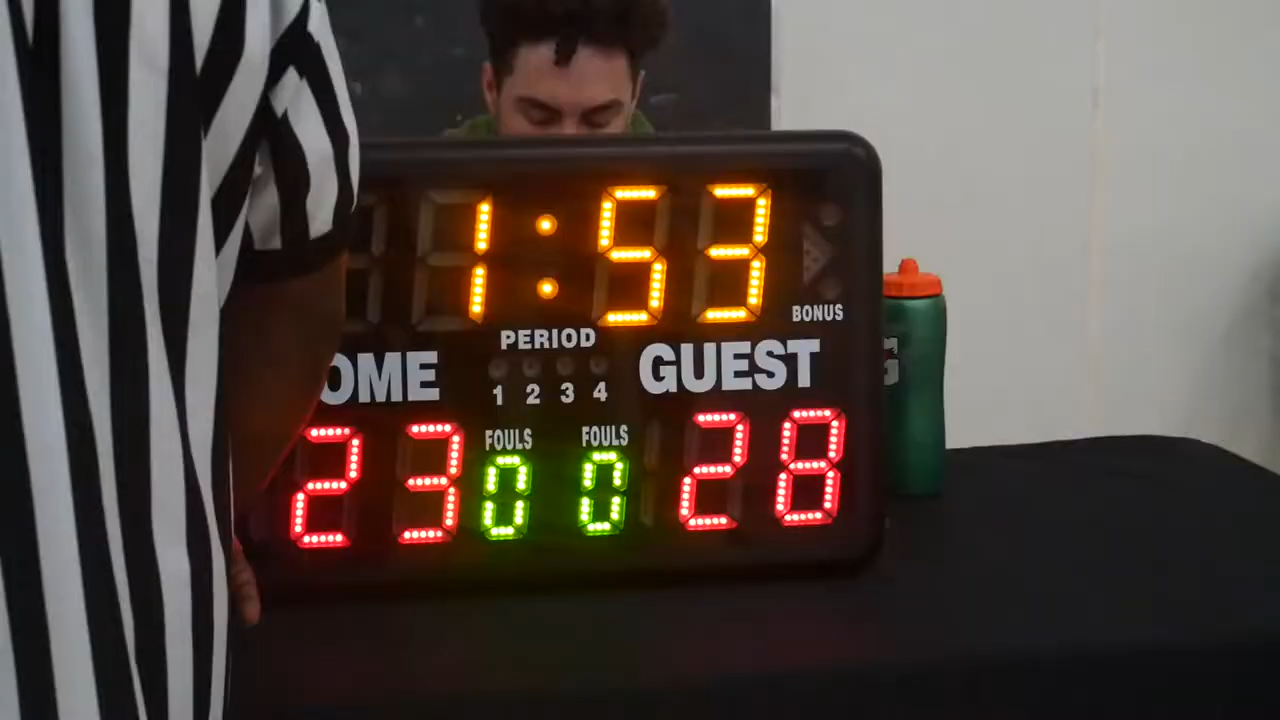 1:53
BONUS
PERIOD
OME
GUEST
1 2 3 4
FOULS
FOULS
23
0
0
28
G